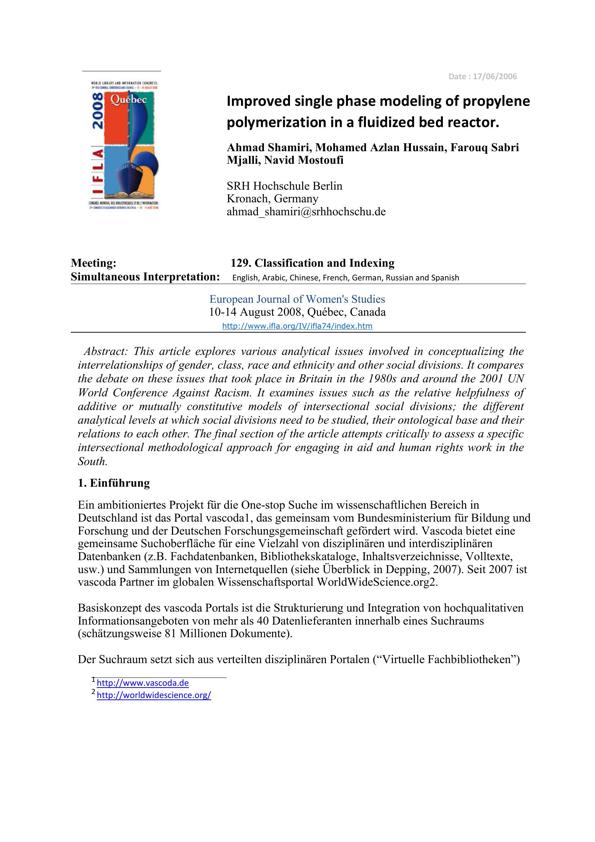 Date : 17/06/2006
WORLD LIBRARY AND INFORMATION CONGRESS:
Québec
IFLA 2008
Improved single phase modeling of propylene
polymerization in a fluidized bed reactor.
Ahmad Shamiri, Mohamed Azlan Hussain, Farouq Sabri
Mjalli, Navid Mostoufi
SRH Hochschule Berlin
Kronach, Germany
ahmad_shamiri@srhhochschu.de
Meeting: 129. Classification and Indexing
Simultaneous Interpretation: English, Arabic, Chinese, French, German, Russian and Spanish
European Journal of Women's Studies
10-14 August 2008, Québec, Canada
http://www.ifla.org/IV/ifla74/index.htm
Abstract: This article explores various analytical issues involved in conceptualizing the
interrelationships of gender, class, race and ethnicity and other social divisions. It compares
the debate on these issues that took place in Britain in the 1980s and around the 2001 UN
World Conference Against Racism. It examines issues such as the relative helpfulness of
additive or mutually constitutive models of intersectional social divisions; the different
analytical levels at which social divisions need to be studied, their ontological base and their
relations to each other. The final section of the article attempts critically to assess a specific
intersectional methodological approach for engaging in aid and human rights work in the
South.
1. Einführung
Ein ambitioniertes Projekt für die One-stop Suche im wissenschaftlichen Bereich in
Deutschland ist das Portal vascoda1, das gemeinsam vom Bundesministerium für Bildung und
Forschung und der Deutschen Forschungsgemeinschaft gefördert wird. Vascoda bietet eine
gemeinsame Suchoberfläche für eine Vielzahl von disziplinären und interdisziplinären
Datenbanken (z.B. Fachdatenbanken, Bibliothekskataloge, Inhaltsverzeichnisse, Volltexte,
usw.) und Sammlungen von Internetquellen (siehe Überblick in Depping, 2007). Seit 2007 ist
vascoda Partner im globalen Wissenschaftsportal WorldWideScience.org2.
Basiskonzept des vascoda Portals ist die Strukturierung und Integration von hochqualitativen
Informationsangeboten von mehr als 40 Datenlieferanten innerhalb eines Suchraums
(schätzungsweise 81 Millionen Dokumente).
Der Suchraum setzt sich aus verteilten disziplinären Portalen (“Virtuelle Fachbibliotheken”)
1 http://www.vascoda.de
2 http://worldwidescience.org/